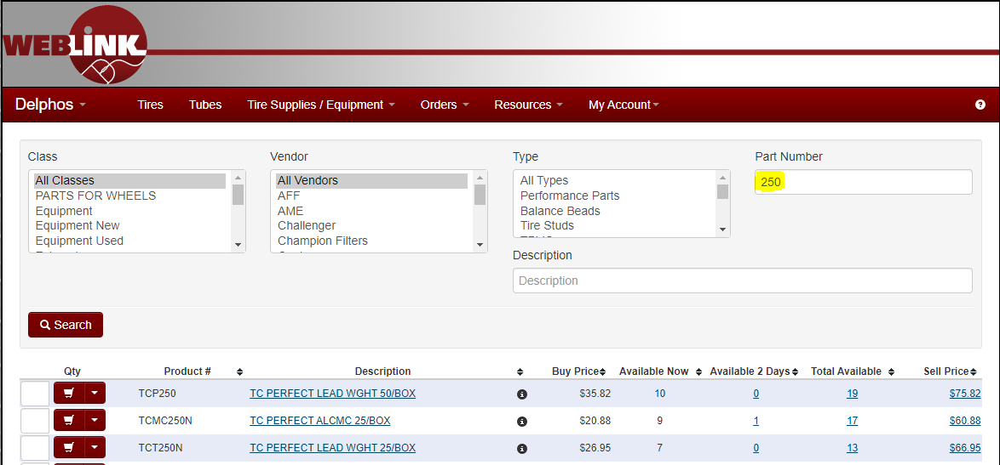 WEBLINK
Delphos Tires Tubes Tire Supplies / Equipment Orders Resources My Account ?
Class Vendor Type Part Number
All Classes All Vendors All Types 250
PARTS FOR WHEELS AFF Performance Parts
Equipment AME Balance Beads
Equipment New Challenger Tire Studs
Equipment Used Champion Filters
Description
Description
Search
Qty Product # Description Buy Price Available Now Available 2 Days Total Available Sell Price
TCP250 TC PERFECT LEAD WGHT 50/BOX i $35.82 10 0 19 $75.82
TCMC250N TC PERFECT ALCMC 25/BOX i $20.88 9 1 17 $60.88
TCT250N TC PERFECT LEAD WGHT 25/BOX i $26.95 7 0 13 $66.95